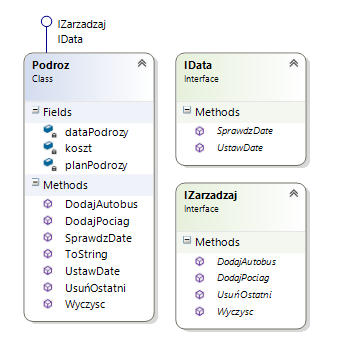 IZarzadzaj
IData
Podroz
Class
Fields
dataPodrozy
koszt
planPodrozy
Methods
DodajAutobus
DodajPociag
SprawdzDate
ToString
UstawDate
UsuńOstatni
Wyczysc
IData
Interface
Methods
SprawdzDate
UstawDate
IZarzadzaj
Interface
Methods
DodajAutobus
DodajPociag
UsuńOstatni
Wyczysc